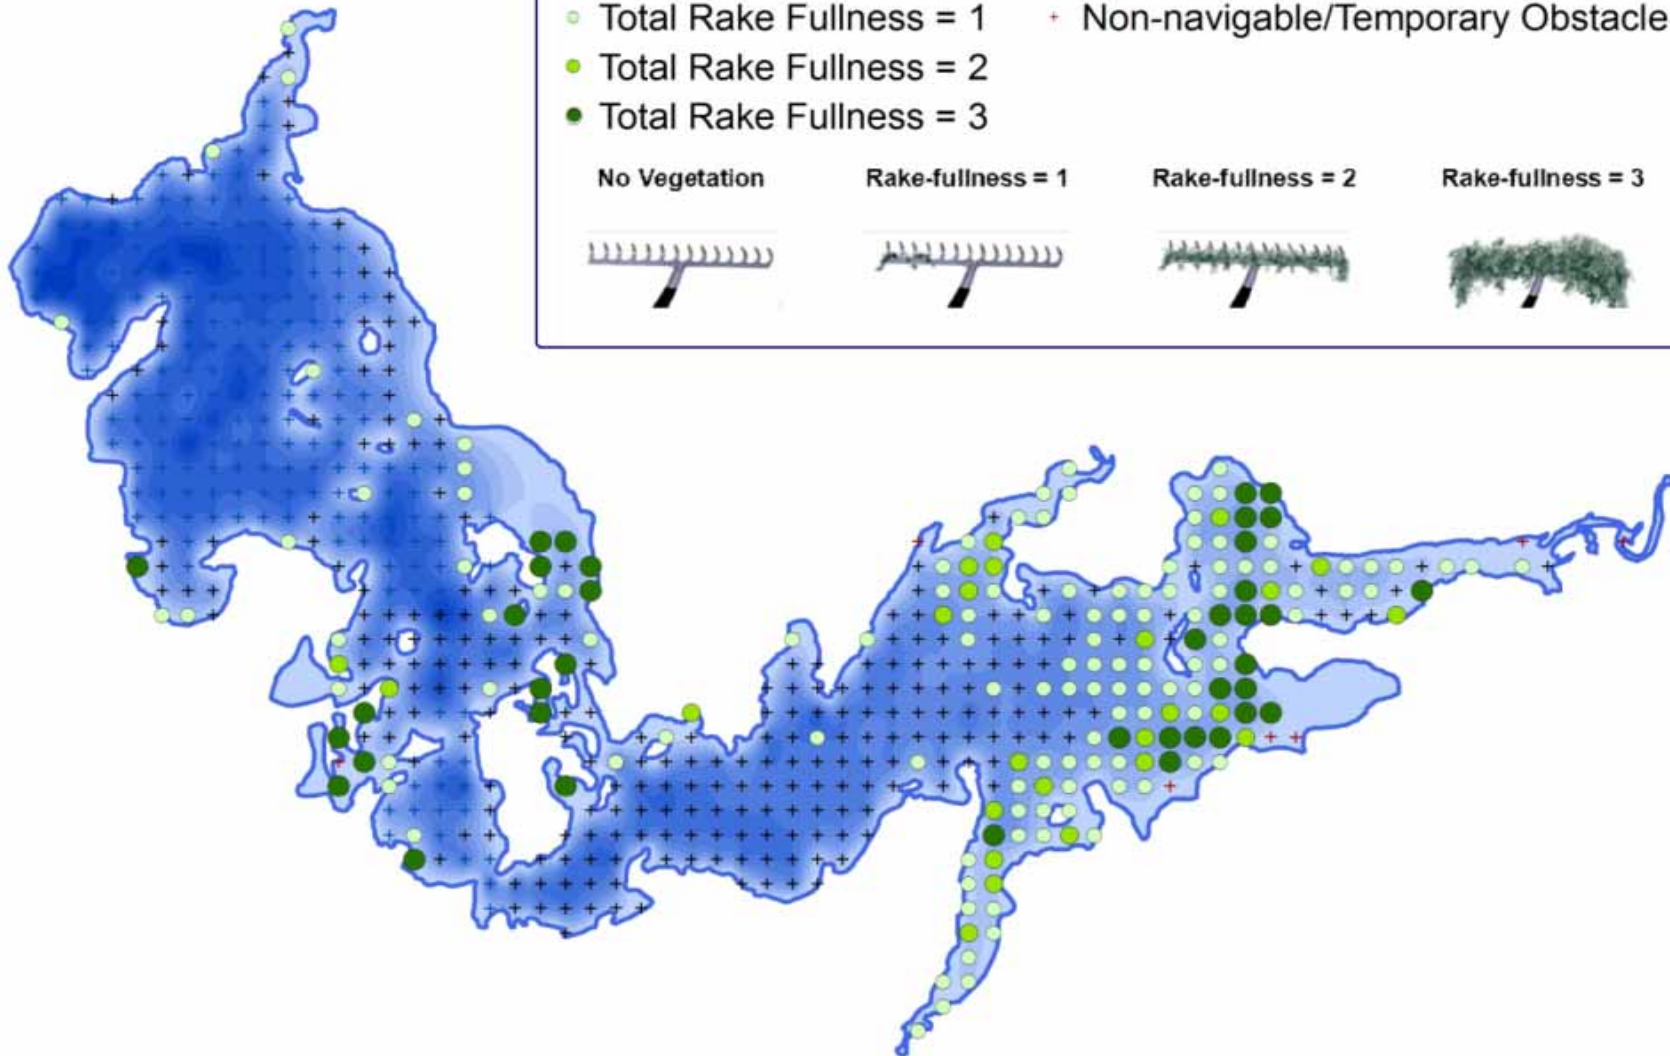 Total Rake Fullness = 1
Non-navigable/Temporary Obstacle
Total Rake Fullness = 2
Total Rake Fullness = 3
No Vegetation
Rake-fullness = 1
Rake-fullness = 2
Rake-fullness = 3